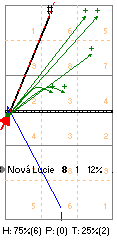 Nová Lucie 8 1 12%
H: 75%(6) P: (0) T: 25%(2)